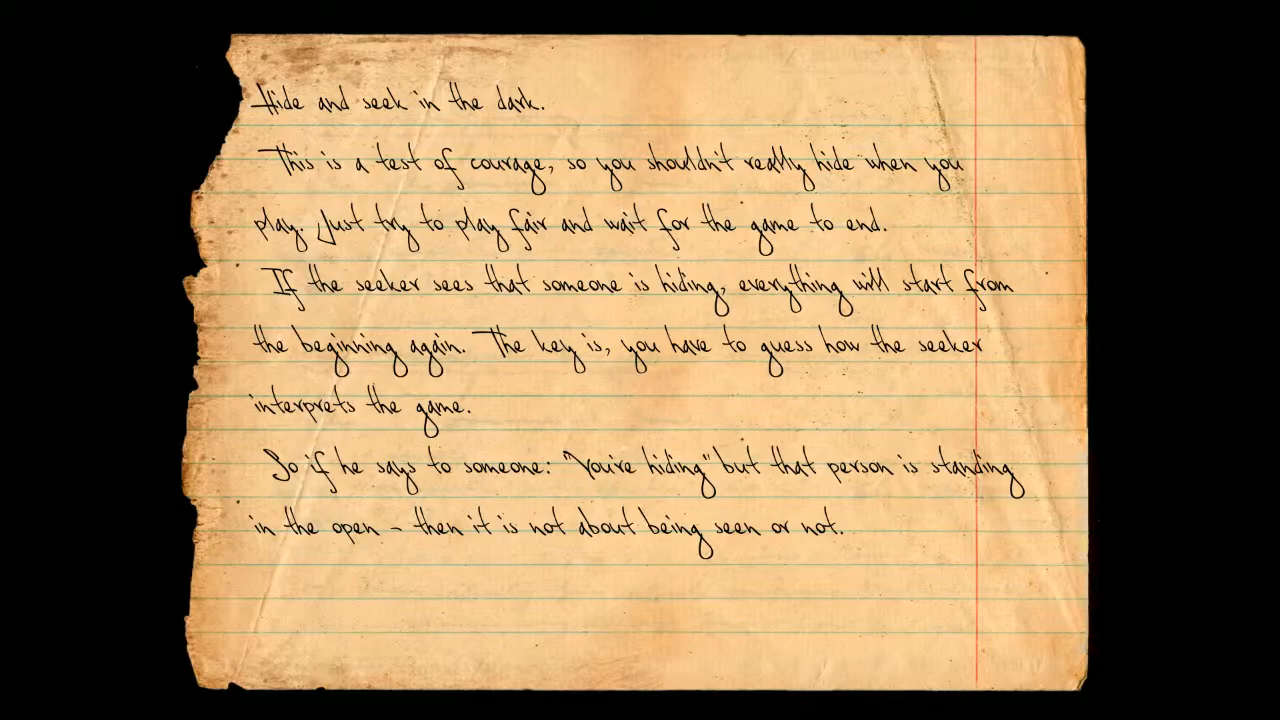 Hide and seek in the dark.
This is a test of courage, so you shouldn't really hide when you
play. Just try to play fair and wait for the game to end.
If the seeker sees that someone is hiding, everything will start from
the beginning again. The key is, you have to guess how the seeker
interprets the game.
So if he says to someone: "You're hiding" but that person is standing
in the open - then it is not about being seen or not.